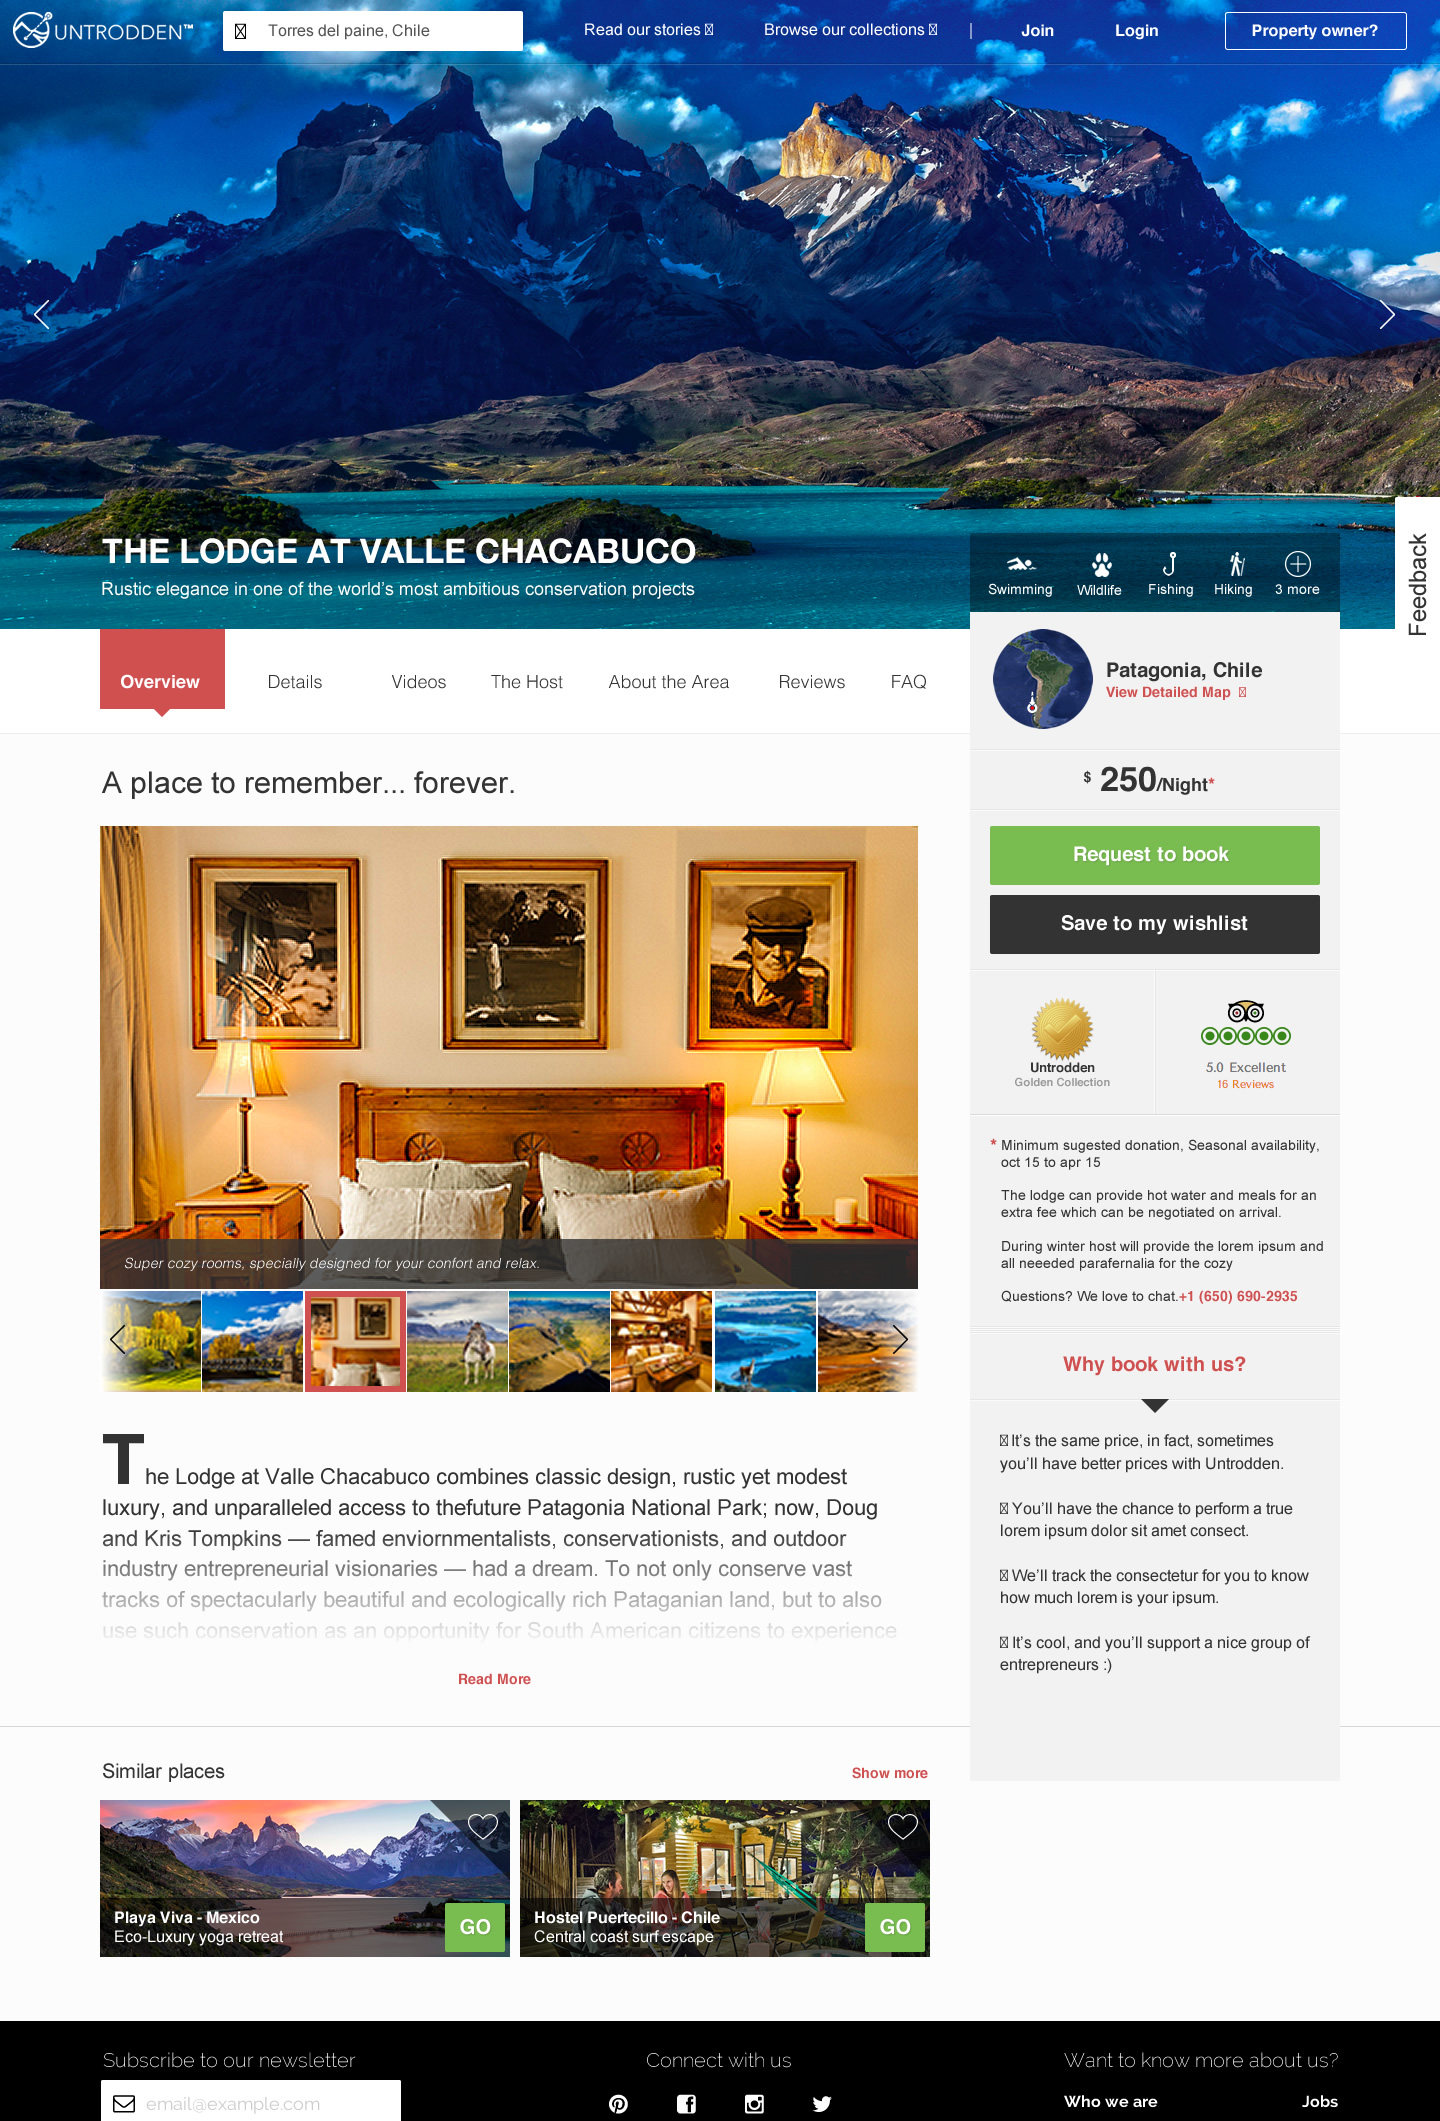 UNTRODDEN™
Torres del paine, Chile
Read our stories
Browse our collections
|
Join
Login
Property owner?
THE LODGE AT VALLE CHACABUCO
Rustic elegance in one of the world's most ambitious conservation projects
Swimming
Wildlife
Fishing
Hiking
3 more
Feedback
Overview
Details
Videos
The Host
About the Area
Reviews
FAQ
Patagonia, Chile
View Detailed Map
$ 250/Night*
Request to book
Save to my wishlist
Untrodden
Golden Collection
5.0 Excellent
16 Reviews
* Minimum sugested donation, Seasonal availability,
oct 15 to apr 15
The lodge can provide hot water and meals for an
extra fee which can be negotiated on arrival.
During winter host will provide the lorem ipsum and
all neeeded parafernalia for the cozy
Questions? We love to chat.+1 (650) 690-2935
Why book with us?
It's the same price, in fact, sometimes
you'll have better prices with Untrodden.
You'll have the chance to perform a true
lorem ipsum dolor sit amet consect.
We'll track the consectetur for you to know
how much lorem is your ipsum.
It's cool, and you'll support a nice group of
entrepreneurs :)
A place to remember... forever.
Super cozy rooms, specially designed for your confort and relax.
The Lodge at Valle Chacabuco combines classic design, rustic yet modest
luxury, and unparalleled access to thefuture Patagonia National Park; now, Doug
and Kris Tompkins — famed enviornmentalists, conservationists, and outdoor
industry entrepreneurial visionaries — had a dream. To not only conserve vast
tracks of spectacularly beautiful and ecologically rich Pataganian land, but to also
use such conservation as an opportunity for South American citizens to experience
Read More
Similar places
Show more
Playa Viva - Mexico
Eco-Luxury yoga retreat
GO
Hostel Puertecillo - Chile
Central coast surf escape
GO
Subscribe to our newsletter
email@example.com
Connect with us
Want to know more about us?
Who we are
Jobs